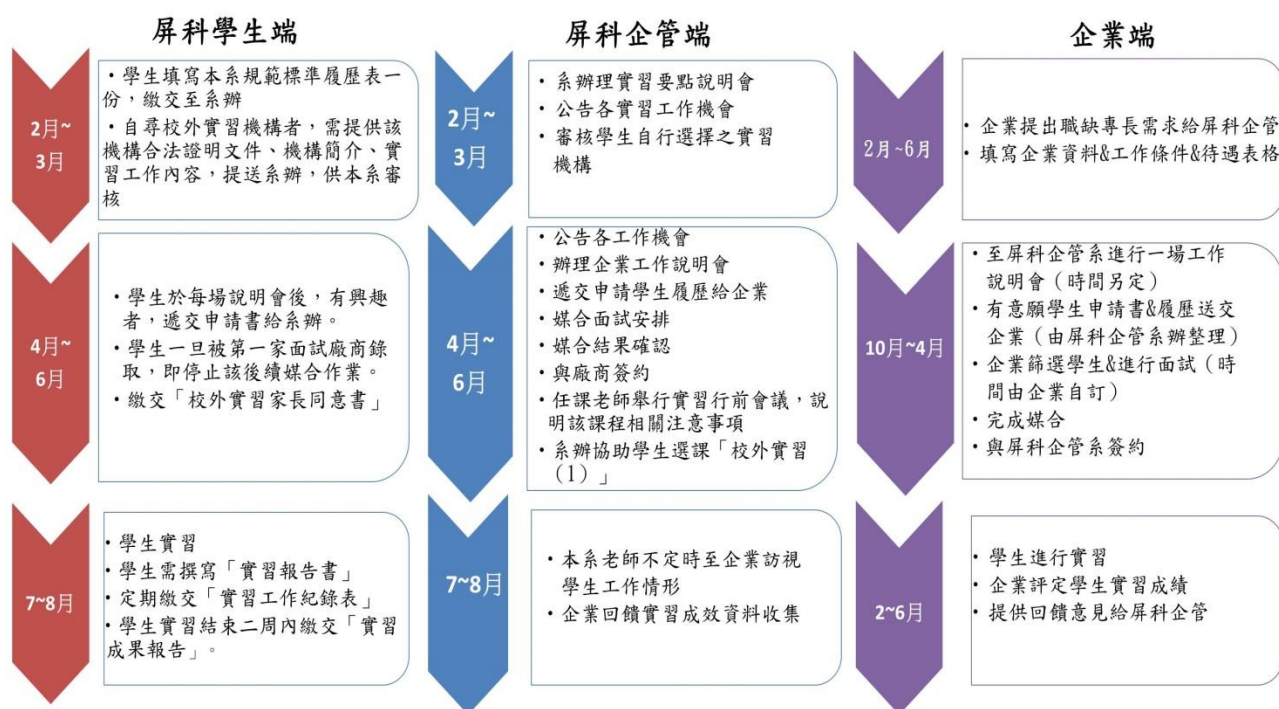 屏科學生端
2月~
3月
• 學生填寫本系規範標準履歷表一
份，繳交至系辦
• 自尋校外實習機構者，需提供該
機構合法證明文件、機構簡介、實
習工作內容，提送系辦，供本系審
核
4月~
6月
• 學生於每場說明會後，有興趣
者，遞交申請書給系辦。
• 學生一旦被第一家面試廠商錄
取，即停止該後續媒合作業。
• 繳交「校外實習家長同意書」
7~8月
• 學生實習
• 學生需撰寫「實習報告書」
• 定期繳交「實習工作紀錄表」
• 學生實習結束二周內繳交「實習
成果報告」。
屏科企管端
2月~
3月
• 系辦理實習要點說明會
• 公告各實習工作機會
• 審核學生自行選擇之實習
機構
4月~
6月
• 公告各工作機會
• 辦理企業工作說明會
• 遞交申請學生履歷給企業
• 媒合面試安排
• 媒合結果確認
• 與廠商簽約
• 任課老師舉行實習行前會議，說
明該課程相關注意事項
• 系辦協助學生選課「校外實習
（1）」
7~8月
• 本系老師不定時至企業訪視
學生工作情形
• 企業回饋實習成效資料收集
企業端
2月~6月
• 企業提出職缺專長需求給屏科企管
• 填寫企業資料&工作條件&待遇表格
10月~4月
• 至屏科企管系進行一場工作
說明會（時間另定）
• 有意願學生申請書&履歷送交
企業（由屏科企管系辦整理）
• 企業篩選學生&進行面試（時
間由企業自訂）
• 完成媒合
• 與屏科企管系簽約
2~6月
• 學生進行實習
• 企業評定學生實習成績
• 提供回饋意見給屏科企管